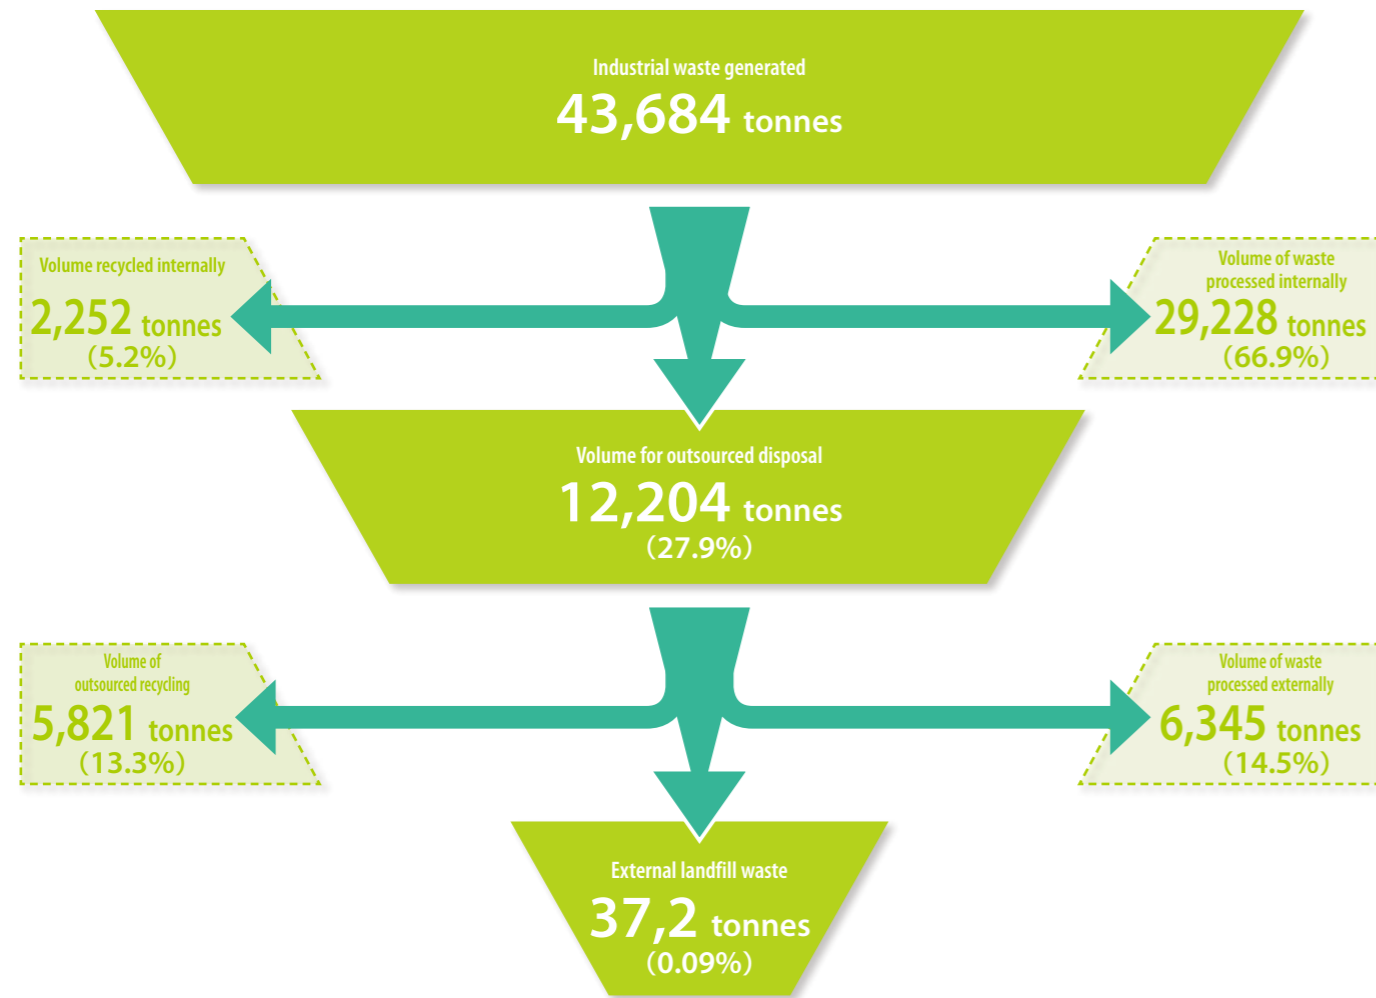 Industrial waste generated
43,684 tonnes
Volume recycled internally
2,252 tonnes
(5.2%)
Volume of waste
processed internally
29,228 tonnes
(66.9%)
Volume for outsourced disposal
12,204 tonnes
(27.9%)
Volume of
outsourced recycling
5,821 tonnes
(13.3%)
Volume of waste
processed externally
6,345 tonnes
(14.5%)
External landfill waste
37,2 tonnes
(0.09%)